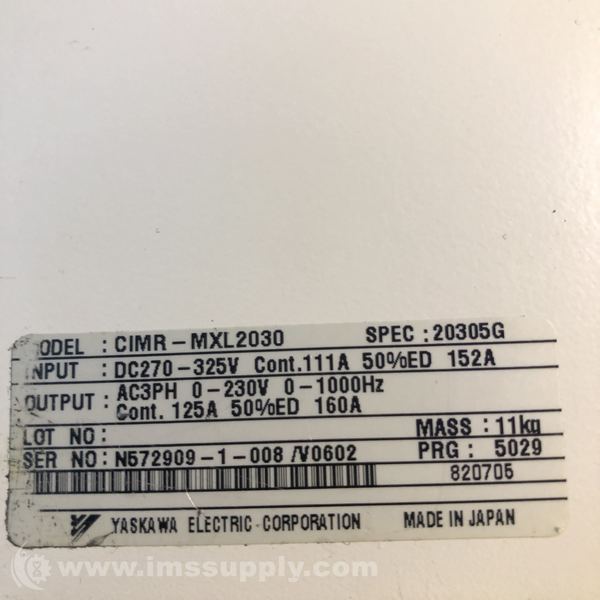 MODEL : CIMR-MXL2030 SPEC : 20305G
INPUT : DC270-325V Cont.111A 50%ED 152A
OUTPUT : AC3PH 0-230V 0-1000Hz
Cont. 125A 50%ED 160A
LOT NO : MASS : 11kg
SER NO : N572909-1-008 /V0602 PRG : 5029
820705
YASKAWA ELECTRIC CORPORATION MADE IN JAPAN
© www.imssupply.com/